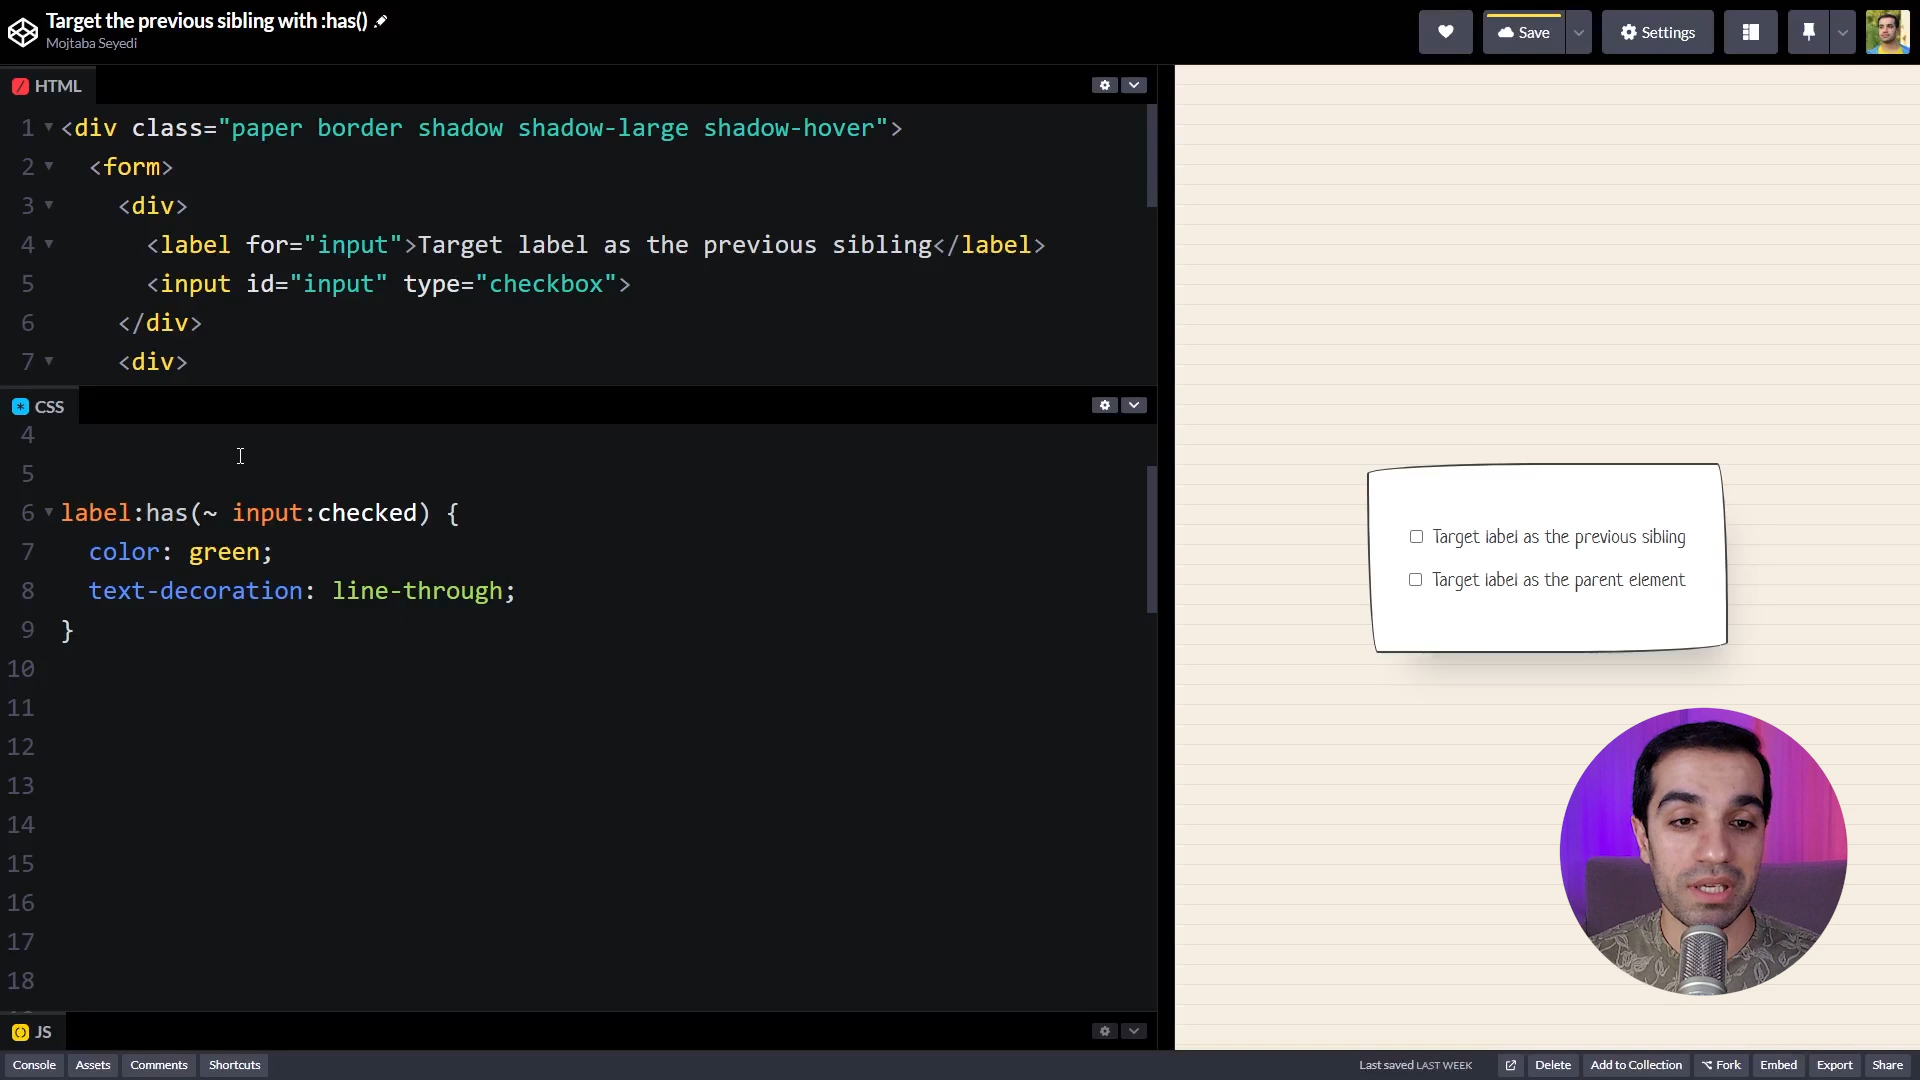 Target the previous sibling with :has()
Mojtaba Seyedi
Save
Settings
HTML
1 <div class="paper border shadow shadow-large shadow-hover">
2 <form>
3 <div>
4 <label for="input">Target label as the previous sibling</label>
5 <input id="input" type="checkbox">
6 </div>
7 <div>
* CSS
4
5
6 label:has(~ input:checked) {
7 color: green;
8 text-decoration: line-through;
9 }
10
11
12
13
14
15
16
17
18
Target label as the previous sibling
Target label as the parent element
JS
Console Assets Comments Shortcuts
Last saved LAST WEEK Delete Add to Collection Fork Embed Export Share